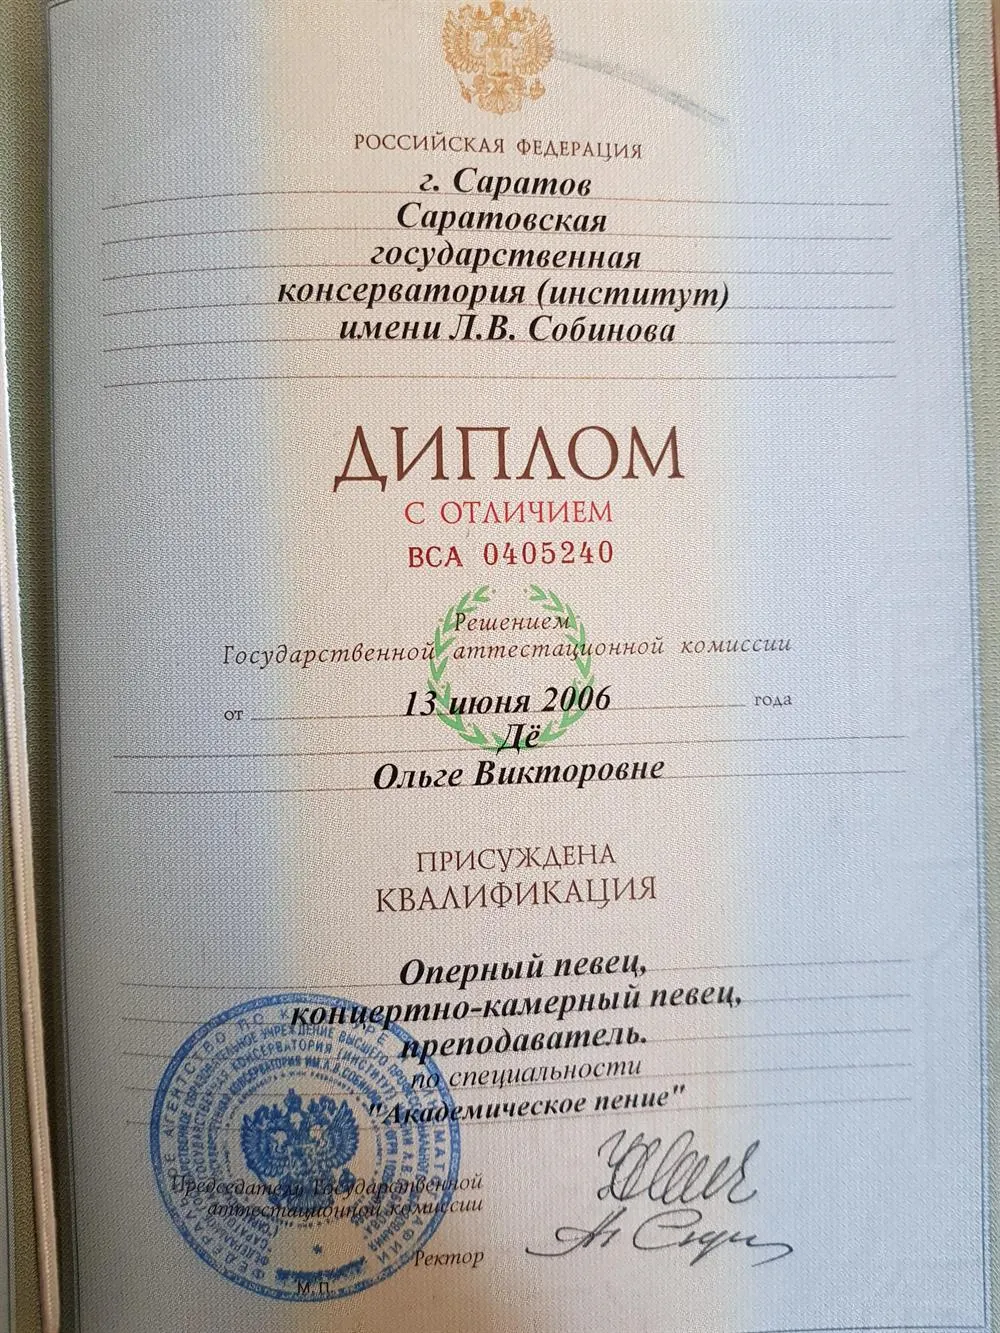 РОССИЙСКАЯ ФЕДЕРАЦИЯ
г. Саратов
Саратовская
государственная
консерватория (институт)
имени Л.В. Собинова
ДИПЛОМ
С ОТЛИЧИЕМ
ВСА 0405240
Решением
Государственной аттестационной комиссии
от 13 июня 2006 года
Дё
Ольге Викторовне
ПРИСУЖДЕНА
КВАЛИФИКАЦИЯ
Оперный певец,
концертно-камерный певец,
преподаватель.
по специальности
"Академическое пение"
Председатель Государственной
аттестационной комиссии
Ректор
М.П.